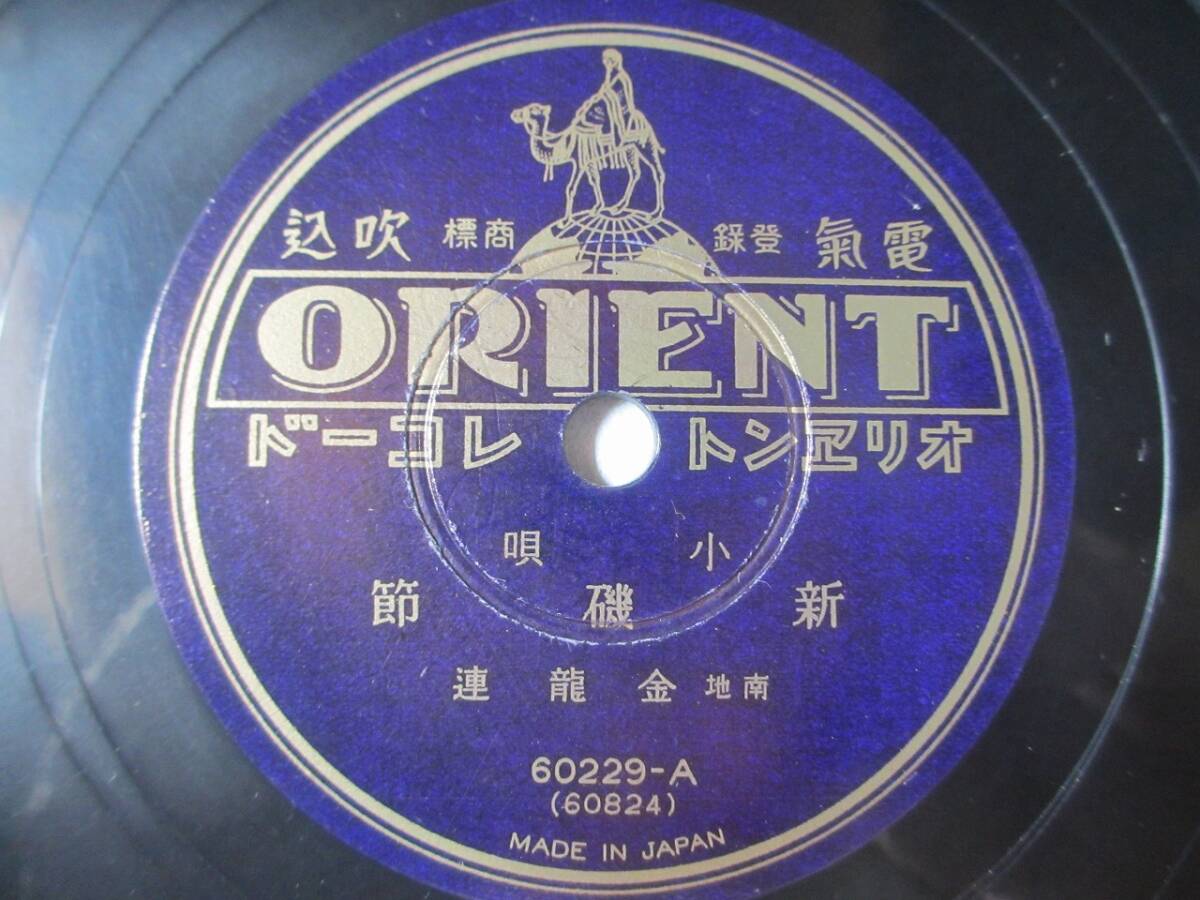 電氣 登録 商標 吹込
ORIENT
オリヱントレコード
小唄
新磯節
南地 金龍連
60229-A
(60824)
MADE IN JAPAN